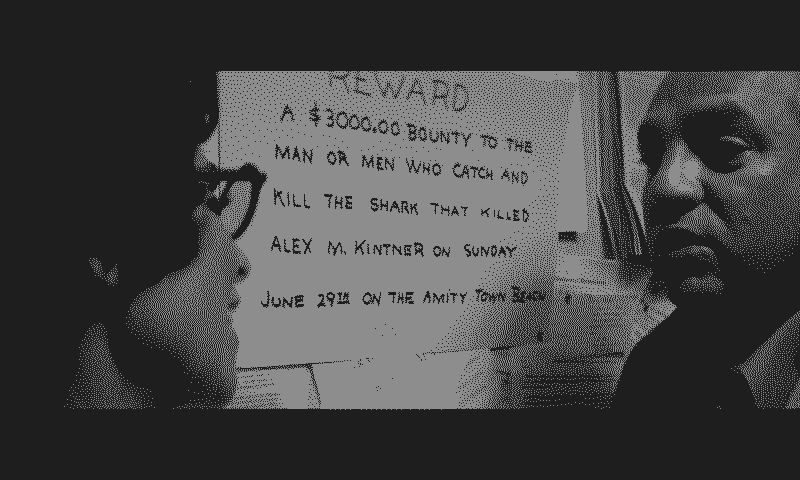 REWARD
A $3000.00 BOUNTY TO THE
MAN OR MEN WHO CATCH AND
KILL THE SHARK THAT KILLED
ALEX M. KINTNER ON SUNDAY
JUNE 29TH ON THE AMITY TOWN BEACH